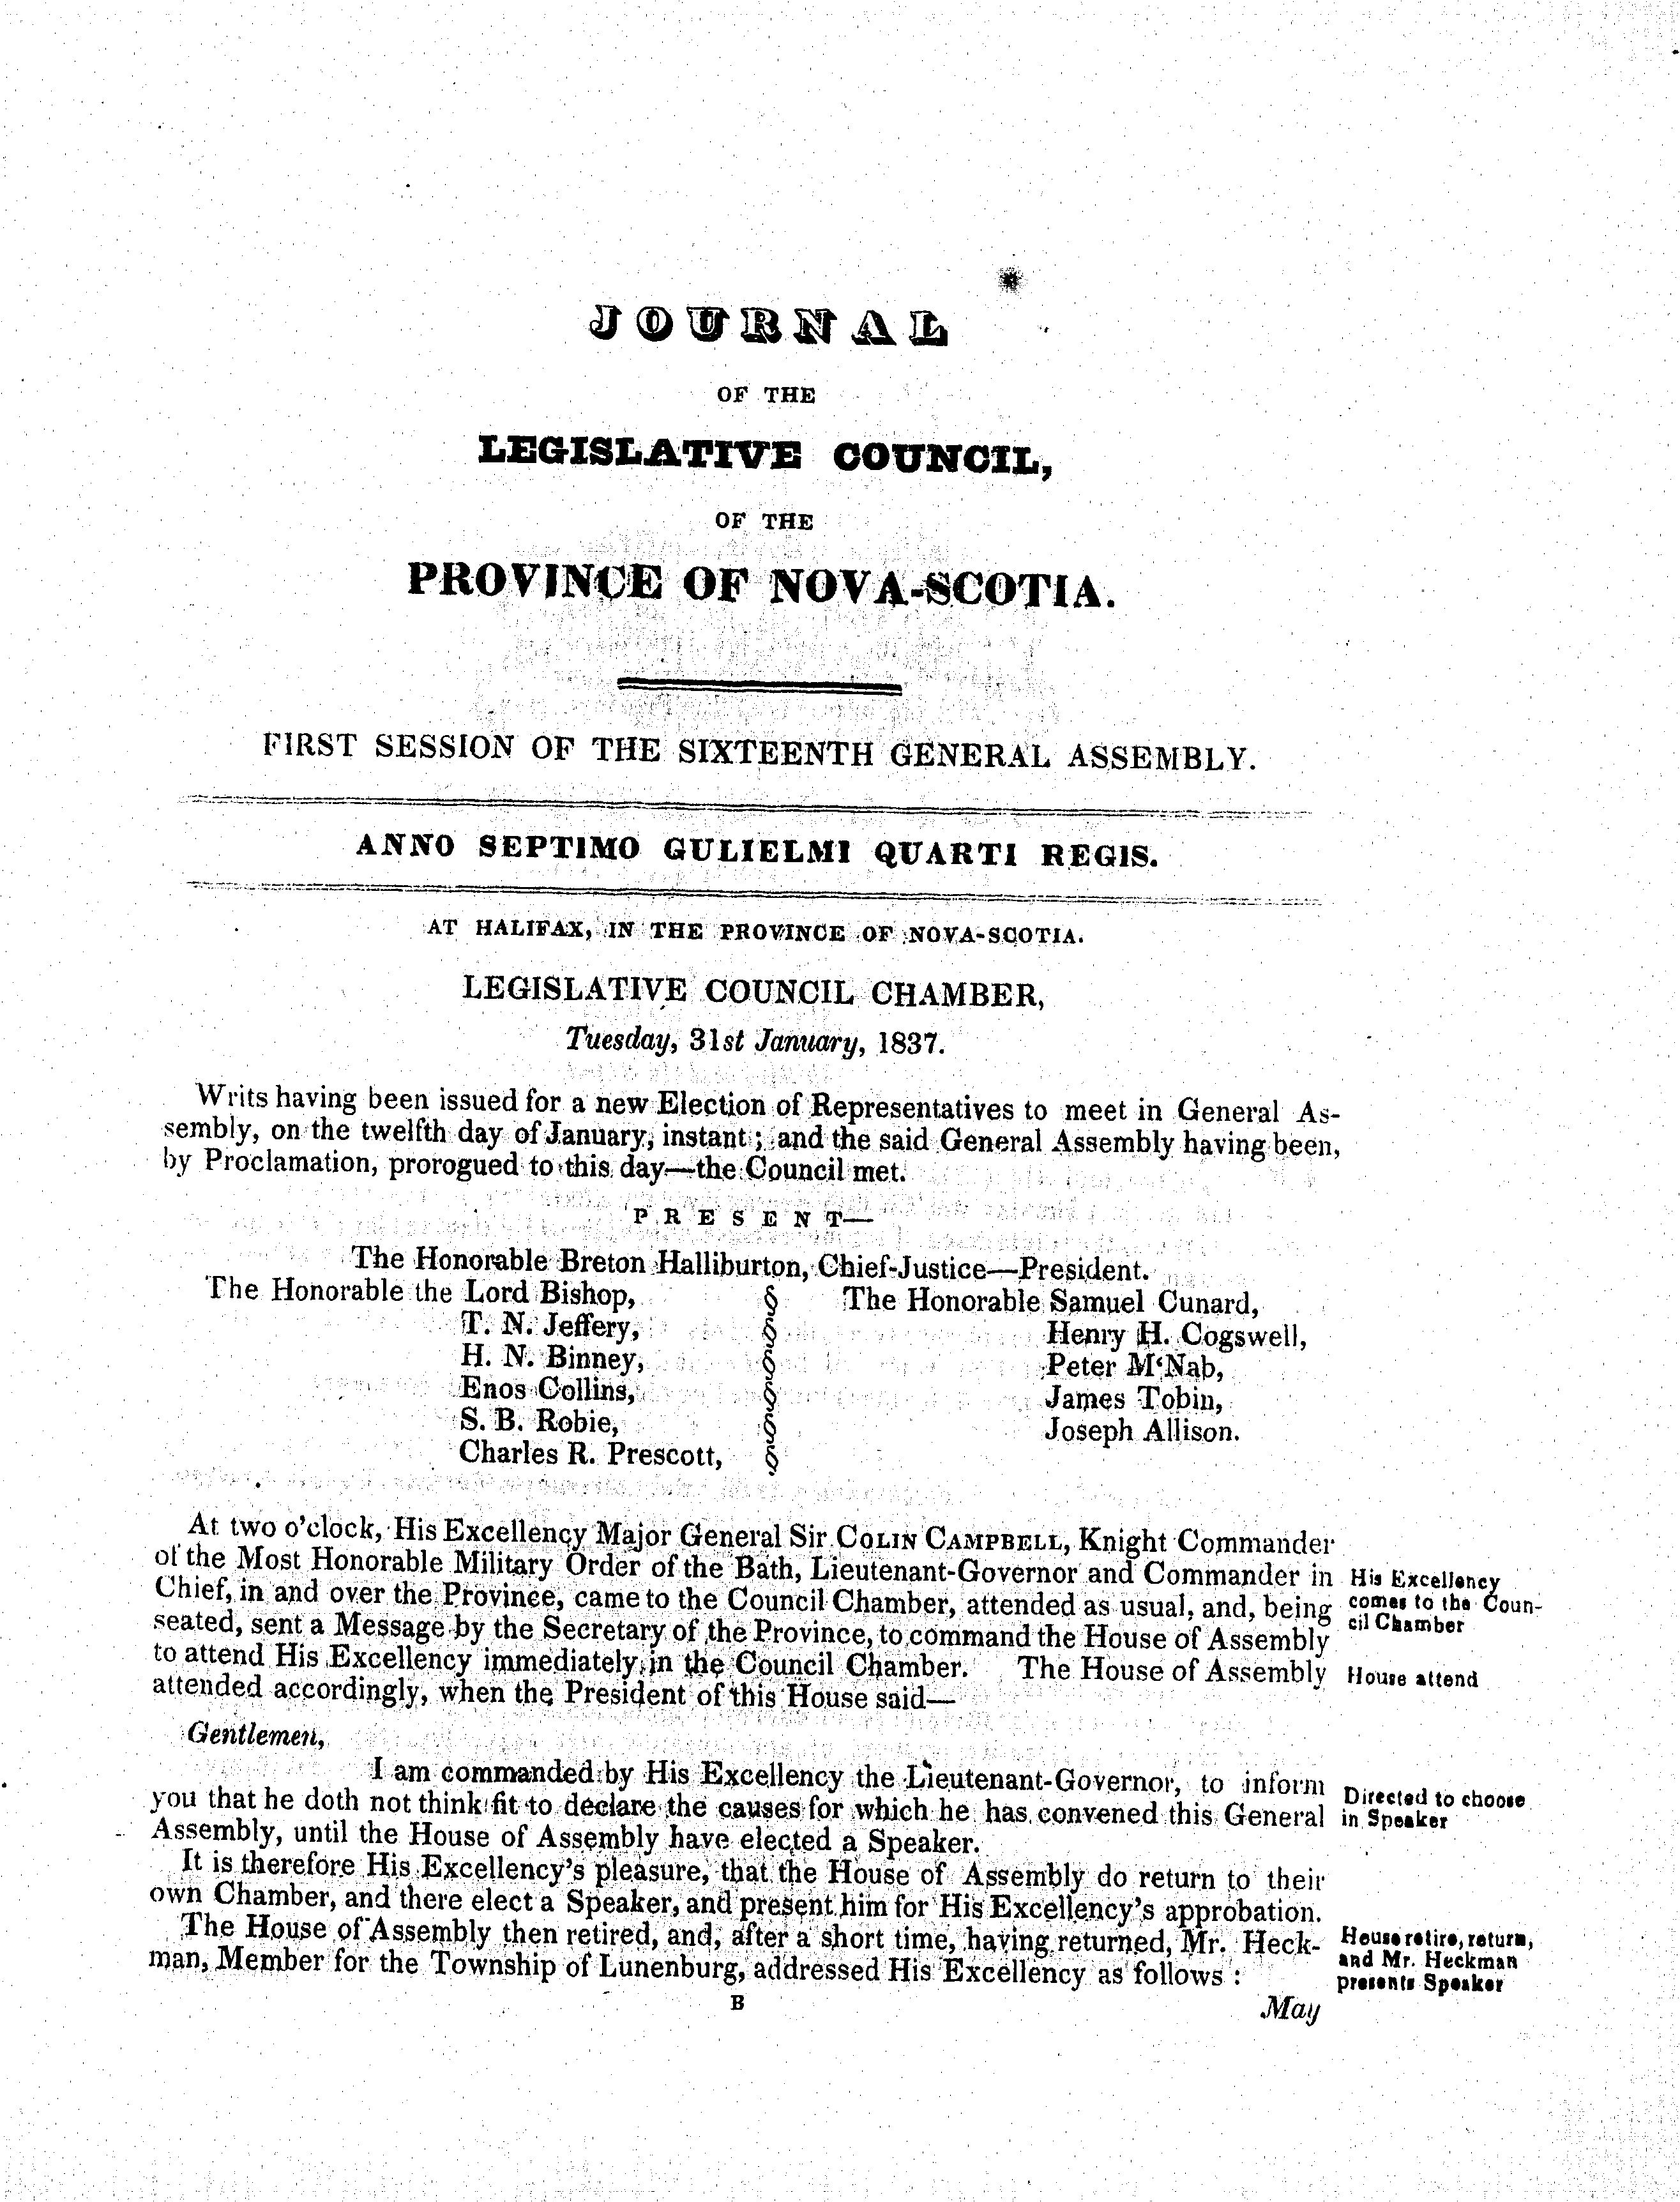 JOURNAL
OF THE
LEGISLATIVE COUNCIL,
OF THE
PROVINCE OF NOVA-SCOTIA.
FIRST SESSION OF THE SIXTEENTH GENERAL ASSEMBLY.
ANNO SEPTIMO GULIELMI QUARTI REGIS.
AT HALIFAX, IN THE PROVINCE OF NOVA-SCOTIA.
LEGISLATIVE COUNCIL CHAMBER,
Tuesday, 31st January, 1837.
Writs having been issued for a new Election of Representatives to meet in General As-
sembly, on the twelfth day of January, instant; and the said General Assembly having been,
by Proclamation, prorogued to this day—the Council met.
PRESENT—
The Honorable Breton Halliburton, Chief-Justice—President.
The Honorable the Lord Bishop,
T. N. Jeffery,
H. N. Binney,
Enos Collins,
S. B. Robie,
Charles R. Prescott,
The Honorable Samuel Cunard,
Henry H. Cogswell,
Peter M'Nab,
James Tobin,
Joseph Allison.
At two o'clock, His Excellency Major General Sir COLIN CAMPBELL, Knight Commander
of the Most Honorable Military Order of the Bath, Lieutenant-Governor and Commander in
Chief, in and over the Province, came to the Council Chamber, attended as usual, and, being
seated, sent a Message by the Secretary of the Province, to command the House of Assembly
to attend His Excellency immediately in the Council Chamber. The House of Assembly
attended accordingly, when the President of this House said—
His Excellency
comes to the Coun-
cil Chamber
House attend
Gentlemen,
I am commanded by His Excellency the Lieutenant-Governor, to inform
you that he doth not think fit to declare the causes for which he has convened this General
Assembly, until the House of Assembly have elected a Speaker.
Directed to choose
in Speaker
It is therefore His Excellency's pleasure, that the House of Assembly do return to their
own Chamber, and there elect a Speaker, and present him for His Excellency's approbation.
The House of Assembly then retired, and, after a short time, having returned, Mr. Heck-
man, Member for the Township of Lunenburg, addressed His Excellency as follows:
House retire, return,
and Mr. Heckman
presents Speaker
B
May